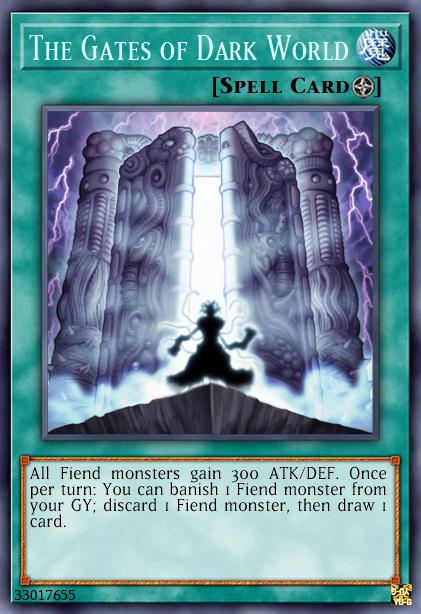 The Gates of Dark World
魔
[Spell Card]
All Fiend monsters gain 300 ATK/DEF. Once
per turn: You can banish 1 Fiend monster from
your GY; discard 1 Fiend monster, then draw 1
card.
33017655